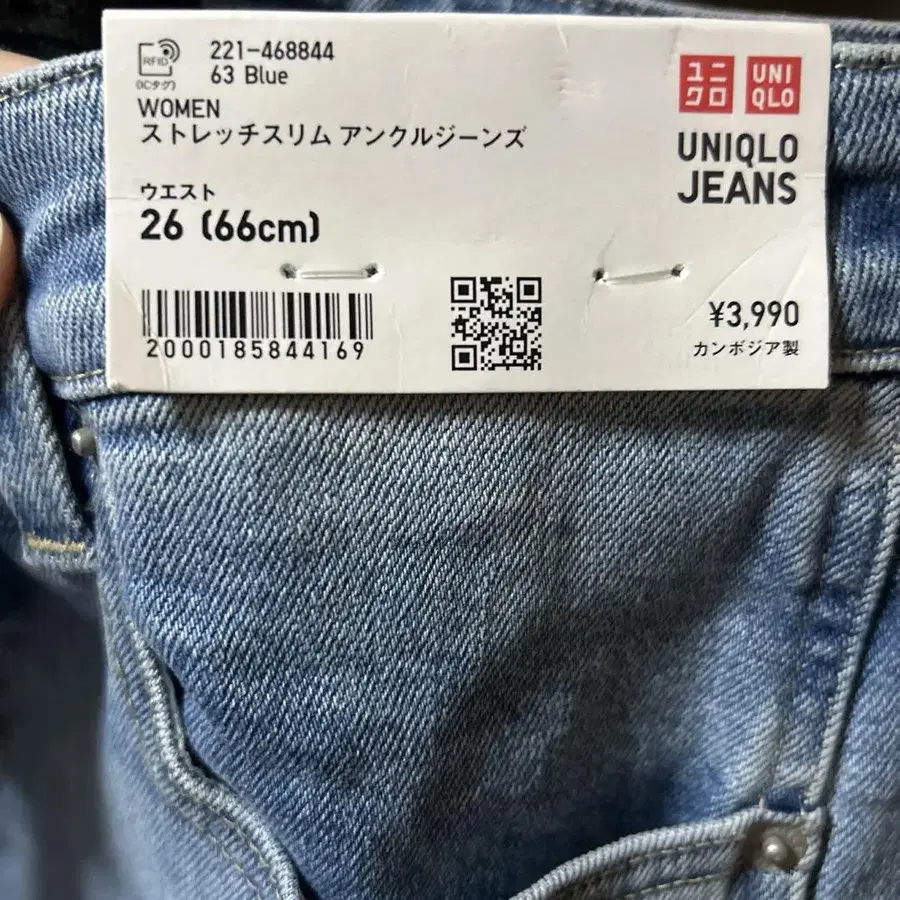 RFID
(ICタグ)
221-468844
63 Blue
WOMEN
ストレッチスリム アンクルジーンズ
ウエスト
26 (66cm)
2000185844169
ユニ
クロ
UNI
QLO
UNIQLO
JEANS
¥3,990
カンボジア製